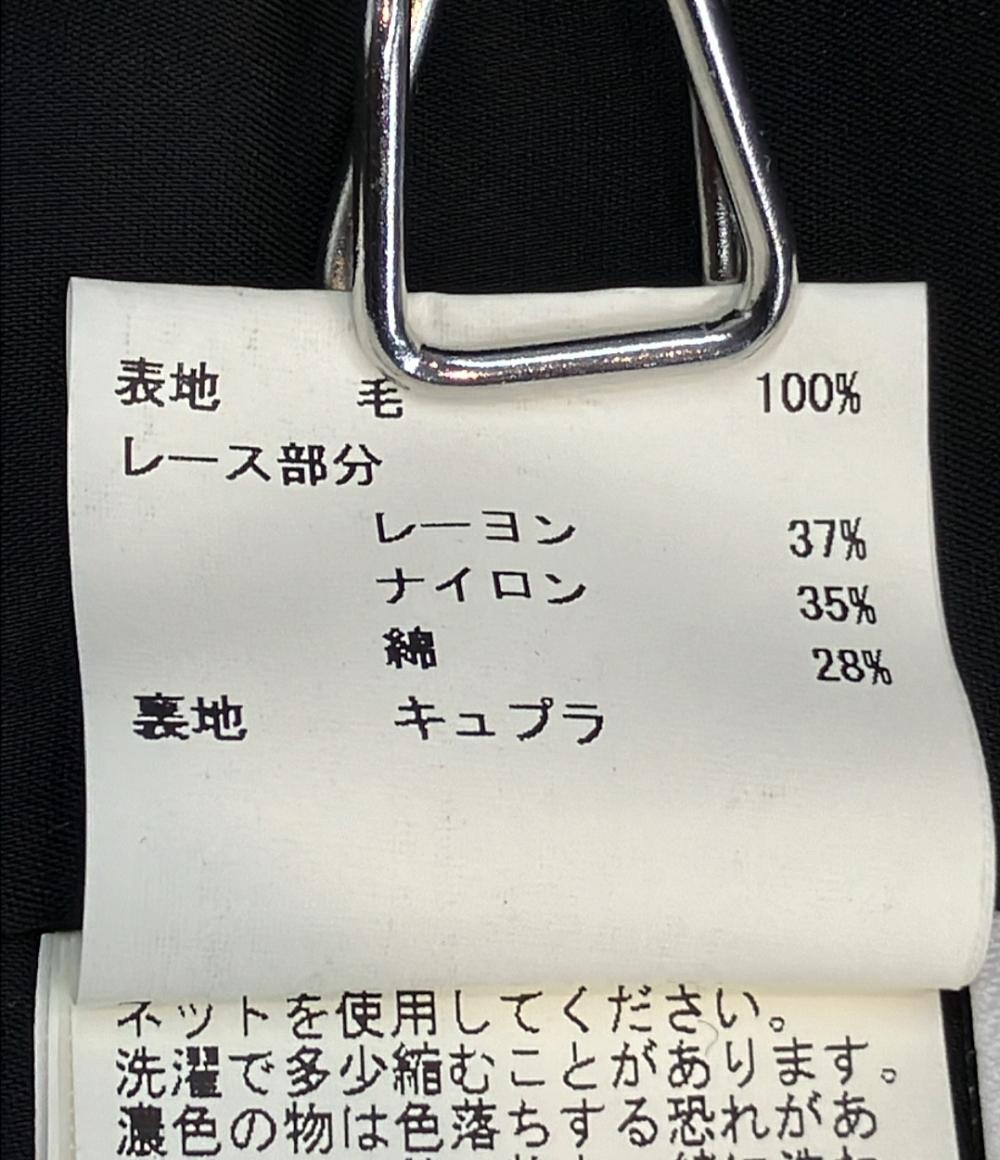 表地 毛 100%
レース部分
レーヨン 37%
ナイロン 35%
綿 28%
裏地 キュプラ
ネットを使用してください。
洗濯で多少縮むことがあります。
濃色の物は色落ちする恐れがあ